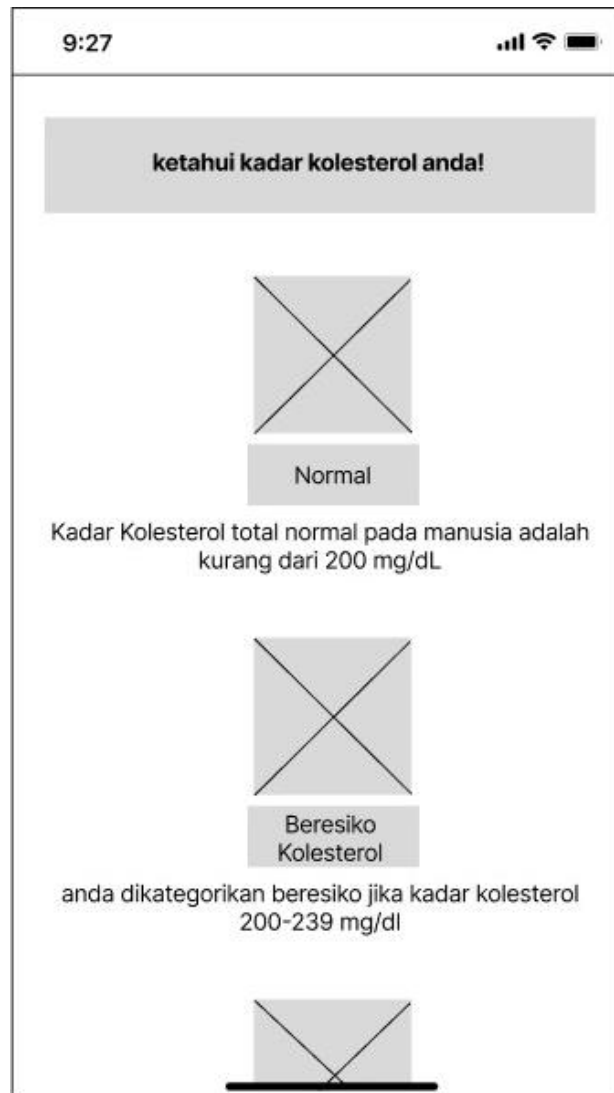 9:27
ketahui kadar kolesterol anda!
Normal
Kadar Kolesterol total normal pada manusia adalah
kurang dari 200 mg/dL
Beresiko
Kolesterol
anda dikategorikan beresiko jika kadar kolesterol
200-239 mg/dl